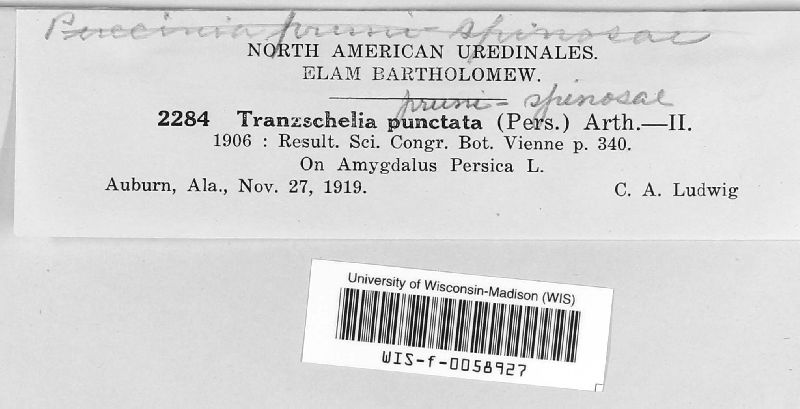 Puccinia pruni-spinosae
NORTH AMERICAN UREDINALES.
ELAM BARTHOLOMEW.
pruni-spinosae
2284 Tranzschelia punctata (Pers.) Arth.—II.
1906 : Result. Sci. Congr. Bot. Vienne p. 340.
On Amygdalus Persica L.
Auburn, Ala., Nov. 27, 1919. C. A. Ludwig
University of Wisconsin-Madison (WIS)
WIS-f-0058927